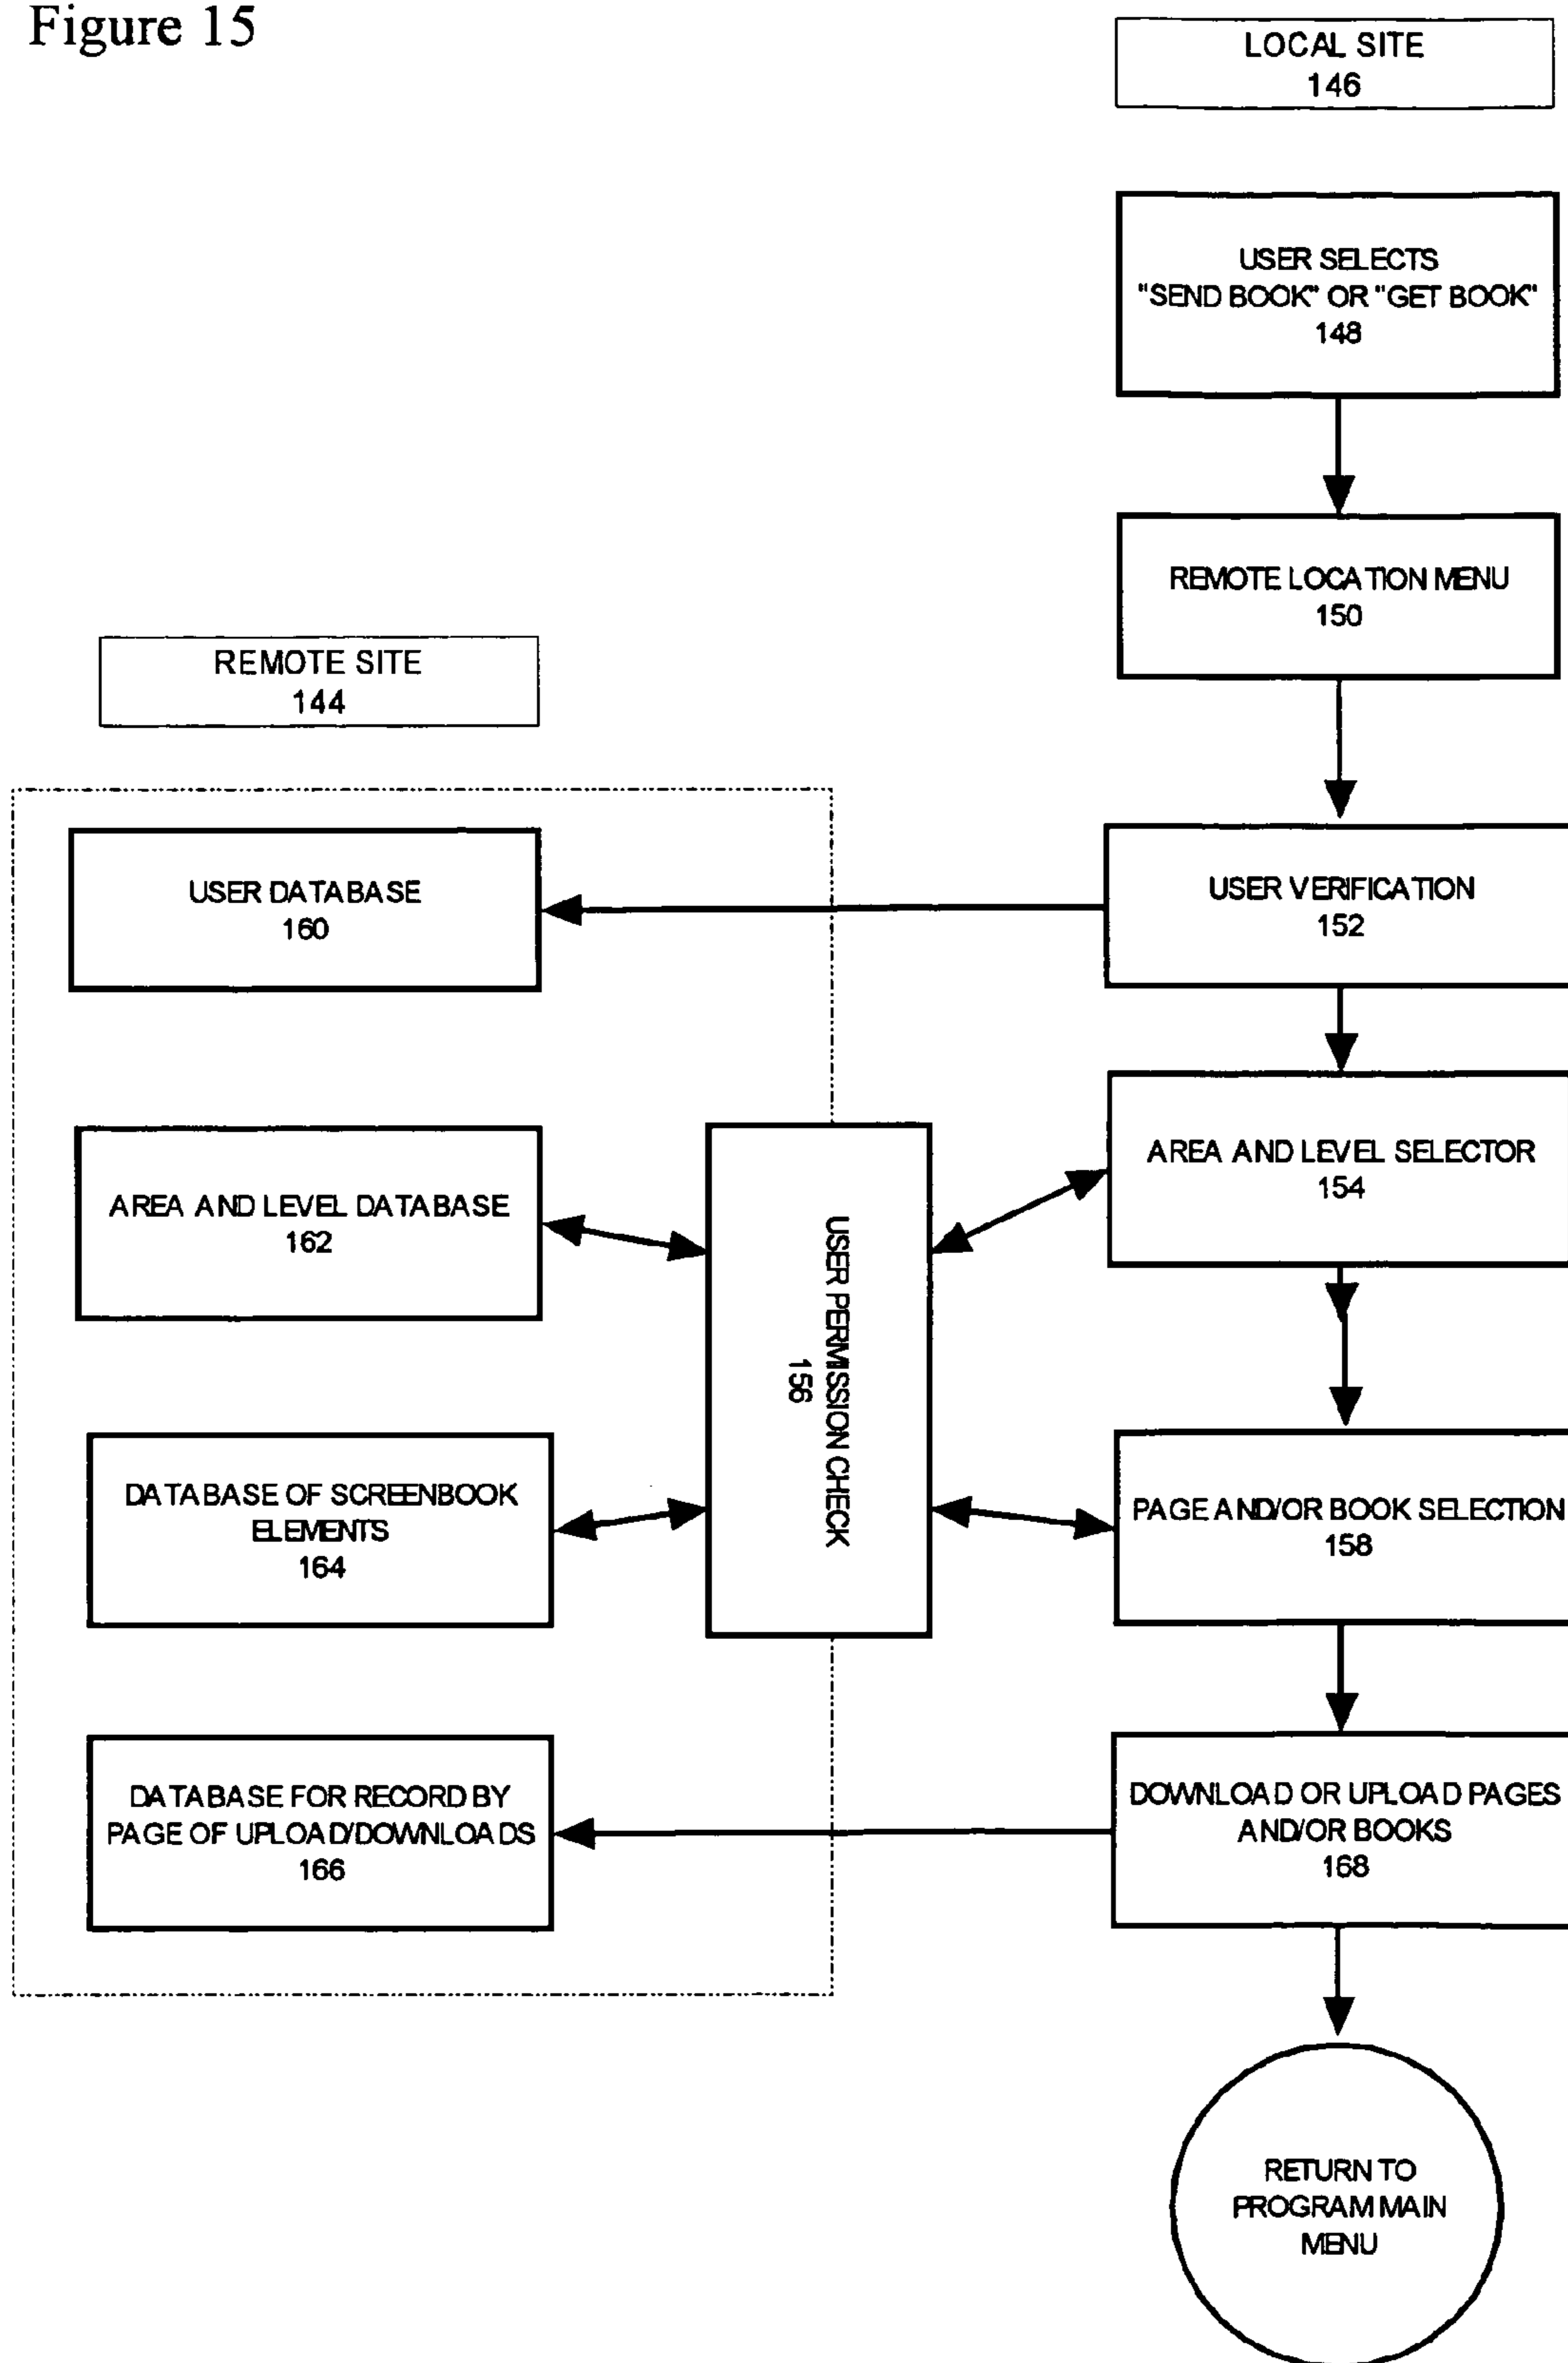 Figure 15
LOCAL SITE
146
USER SELECTS
"SEND BOOK" OR "GET BOOK"
148
REMOTE LOCATION MENU
150
REMOTE SITE
144
USER DATABASE
160
USER VERIFICATION
152
AREA AND LEVEL SELECTOR
154
AREA AND LEVEL DATABASE
162
USER PERMISSION CHECK
156
DATABASE OF SCREENBOOK
ELEMENTS
164
PAGE AND/OR BOOK SELECTION
158
DATABASE FOR RECORD BY
PAGE OF UPLOAD/DOWNLOADS
166
DOWNLOAD OR UPLOAD PAGES
AND/OR BOOKS
168
RETURN TO
PROGRAM MAIN
MENU